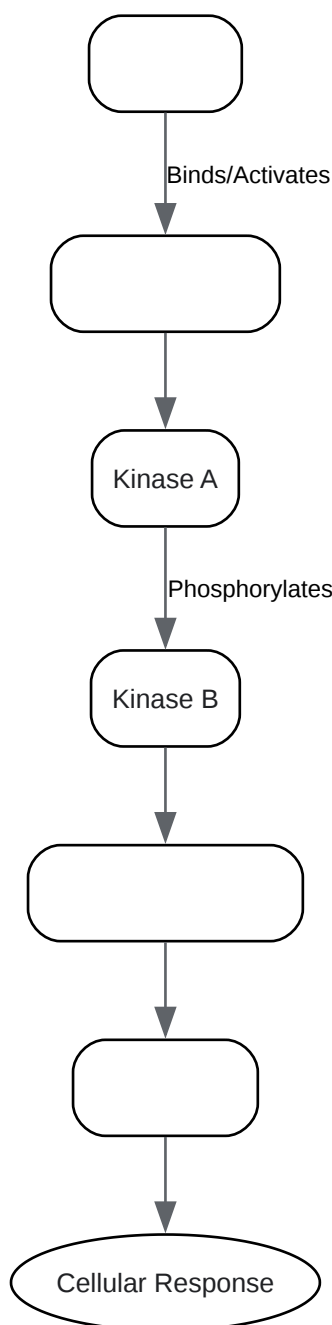 Binds/Activates
Kinase A
Phosphorylates
Kinase B
Cellular Response